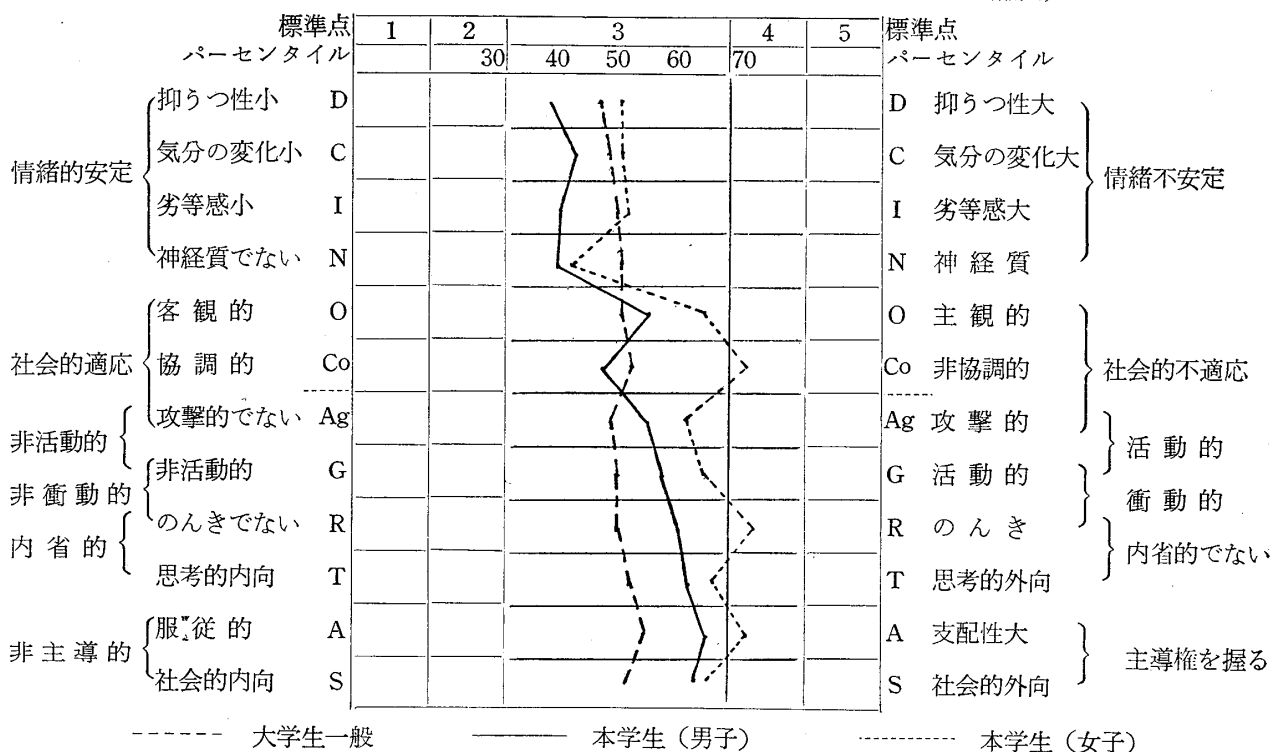 標準点 1 2 3 4 5 標準点
パーセンタイル 30 40 50 60 70 パーセンタイル
抑うつ性小 D D 抑うつ性大
情緒的安定 気分の変化小 C C 気分の変化大 情緒不安定
劣等感小 I I 劣等感大
神経質でない N N 神経質
客観的 O O 主観的
社会的適応 協調的 Co Co 非協調的 社会的不適応
攻撃的でない Ag Ag 攻撃的
非活動的 活動的
非活動的 G G 活動的
非衝動的 衝動的
のんきでない R R のんき
内省的 内省的でない
思考的内向 T T 思考的外向
服従的 A A 支配性大
非主導的 主導権を握る
社会的内向 S S 社会的外向
大学生一般 本学生(男子) 本学生(女子)